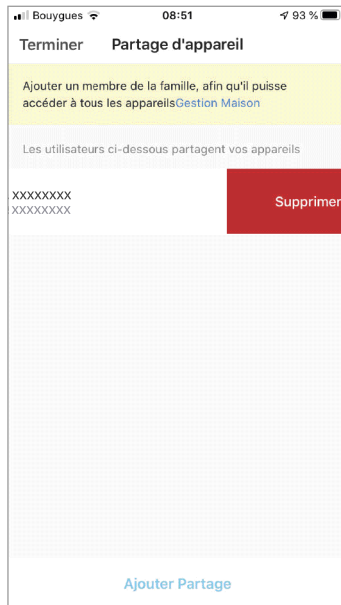 Bouygues 08:51 93 %
Terminer Partage d'appareil
Ajouter un membre de la famille, afin qu'il puisse
accéder à tous les appareilsGestion Maison
Les utilisateurs ci-dessous partagent vos appareils
XXXXXXXX
XXXXXXXX
Supprimer
Ajouter Partage